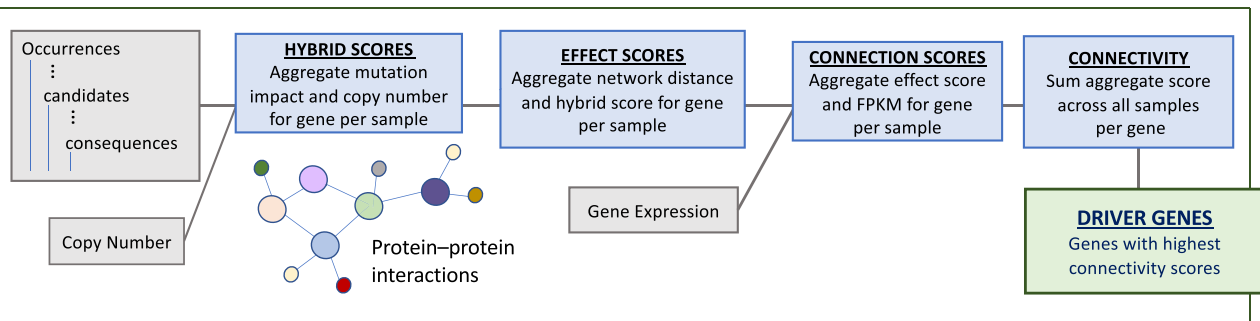 Occurrences
⋮
candidates
⋮
consequences
Copy Number
HYBRID SCORES
Aggregate mutation
impact and copy number
for gene per sample
Protein–protein
interactions
EFFECT SCORES
Aggregate network distance
and hybrid score for gene
per sample
Gene Expression
CONNECTION SCORES
Aggregate effect score
and FPKM for gene
per sample
CONNECTIVITY
Sum aggregate score
across all samples
per gene
DRIVER GENES
Genes with highest
connectivity scores